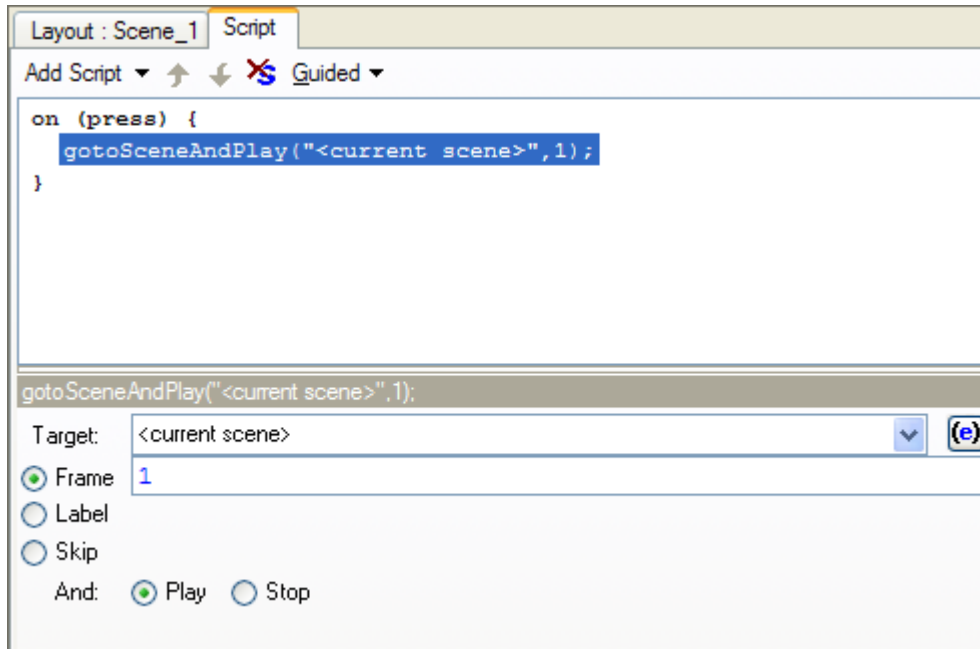 Layout : Scene_1 Script
Add Script Guided
on (press) {
gotoSceneAndPlay("<current scene>",1);
}
gotoSceneAndPlay("<current scene>",1);
Target: <current scene> (e)
Frame 1
Label
Skip
And: Play Stop